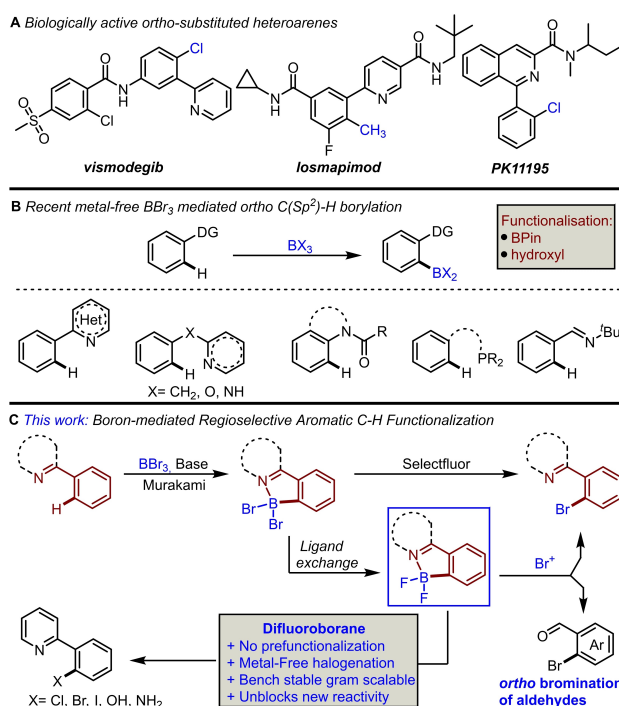 A Biologically active ortho-substituted heteroarenes
Cl
O
N
H
N
Cl
O
S
O
vismodegib
O
N
H
N
O
N
H
CH3
F
losmapimod
O
N
N
Cl
PK11195
B Recent metal-free BBr3 mediated ortho C(Sp2)-H borylation
DG
H
BX3
DG
BX2
Functionalisation:
• BPin
• hydroxyl
Het
N
H
X
N
H
X= CH2, O, NH
N
R
H
O
PR2
H
N
tBu
H
C This work: Boron-mediated Regioselective Aromatic C-H Functionalization
N
H
BBr3, Base
Murakami
N
B
Br
Br
Selectfluor
N
Br
Ligand
exchange
N
B
F
F
Br+
O
Br
Ar
ortho bromination
of aldehydes
Difluoroborane
+ No prefunctionalization
+ Metal-Free halogenation
+ Bench stable gram scalable
+ Unblocks new reactivity
N
X
X= Cl, Br, I, OH, NH2